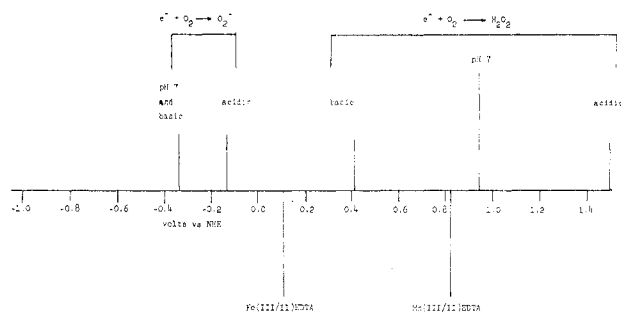 e⁻ + O₂ → O₂⁻
e⁻ + O₂ → H₂O₂
pH 7
and
basic
acidic
basic
pH 7
acidic
-1.0 -0.8 -0.6 -0.4 -0.2 0.0 0.2 0.4 0.6 0.8 1.0 1.2 1.4
volts vs NHE
Fe(III/II)EDTA
Mn(III/II)EDTA